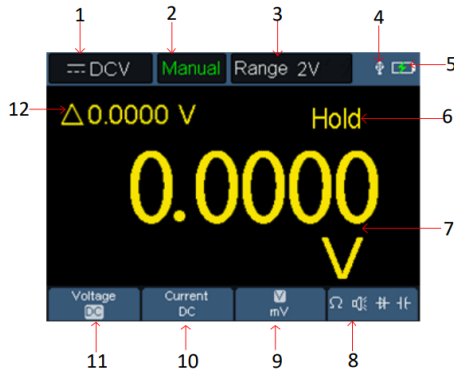 1
2
3
4
DCV
Manual
Range 2V
5
12
△0.0000 V
Hold
6
0.0000
7
V
Voltage
DC
Current
DC
V
mV
Ω
11
10
9
8